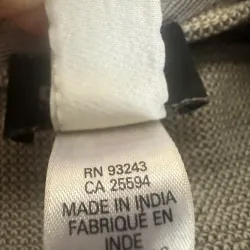 RN 93243
CA 25594
MADE IN INDIA
FABRIQUÉ EN
INDE